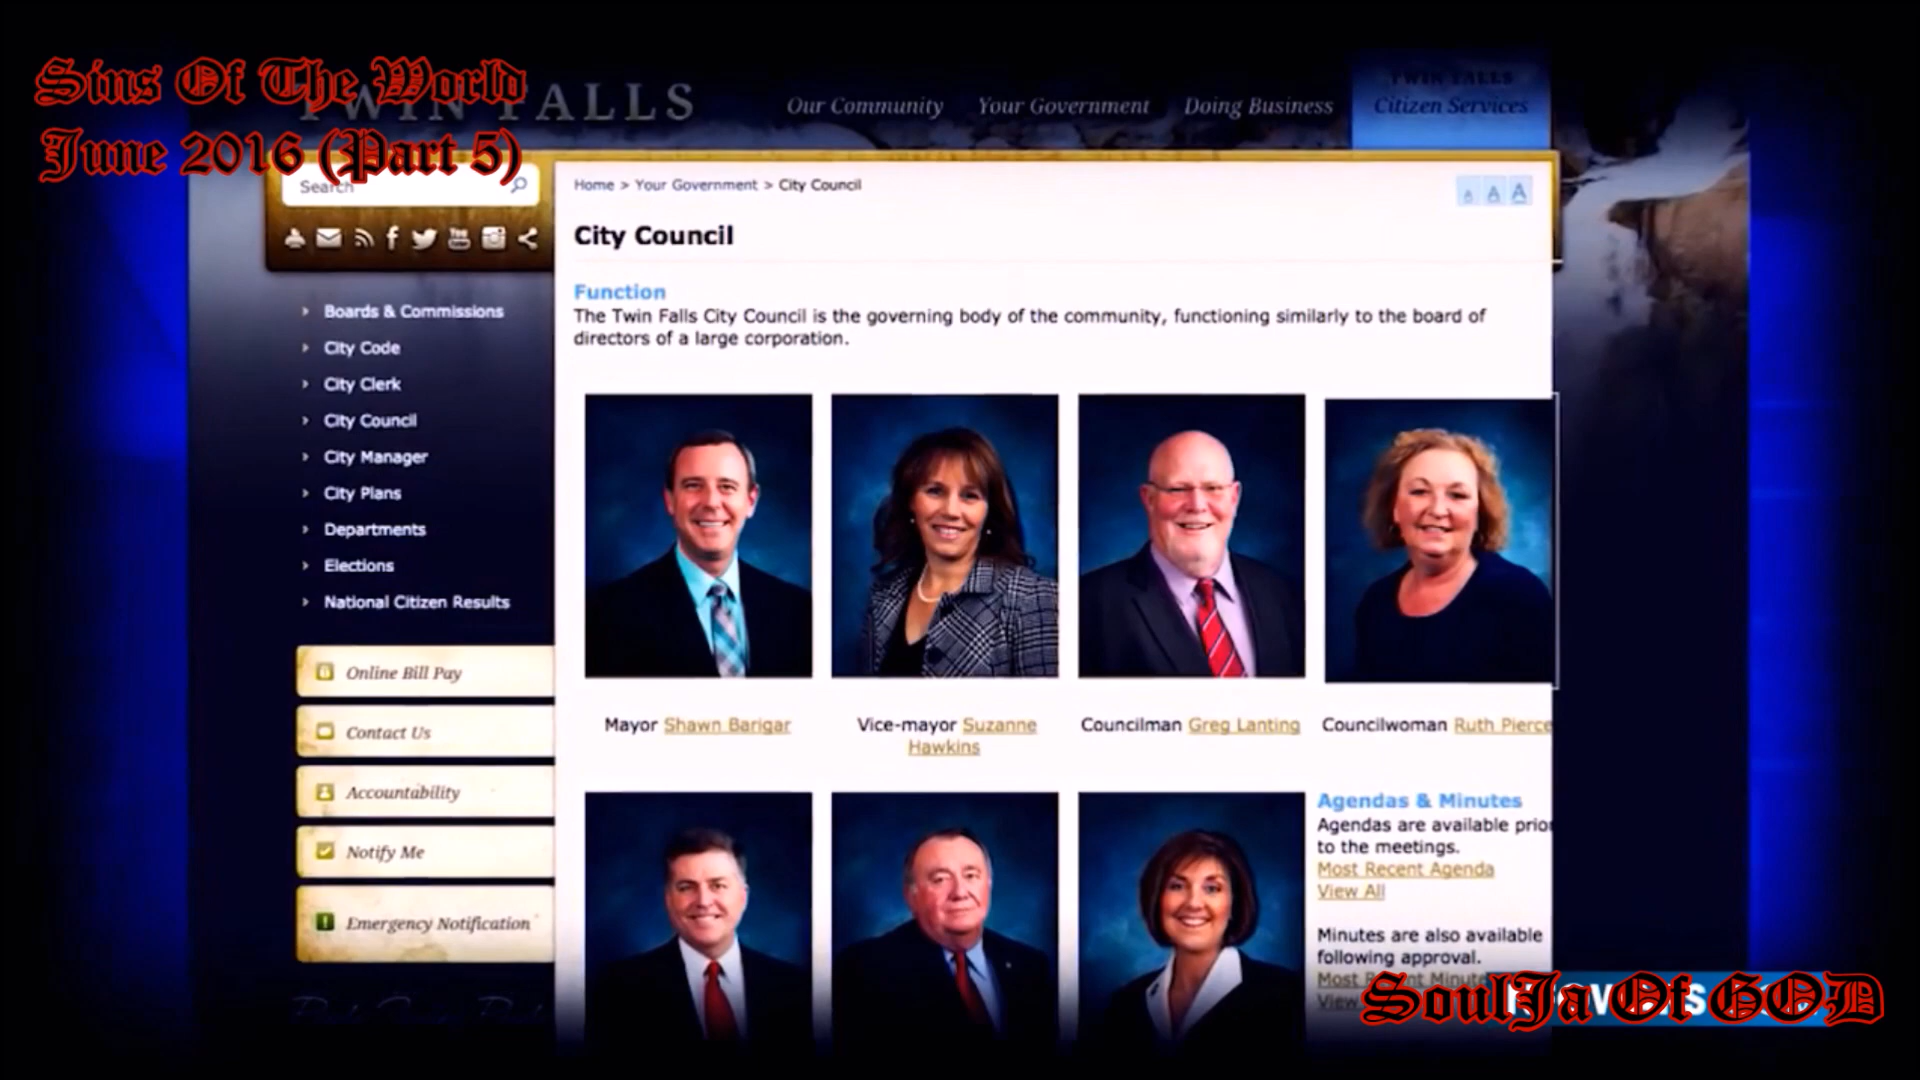 Sins Of The World
June 2016 (Part 5)
TWIN FALLS
Our Community
Your Government
Doing Business
TWIN FALLS
Citizen Services
Search
Home > Your Government > City Council
A A A
City Council
Function
The Twin Falls City Council is the governing body of the community, functioning similarly to the board of
directors of a large corporation.
Boards & Commissions
City Code
City Clerk
City Council
City Manager
City Plans
Departments
Elections
National Citizen Results
Online Bill Pay
Contact Us
Accountability
Notify Me
Emergency Notification
Mayor Shawn Barigar
Vice-mayor Suzanne
Hawkins
Councilman Greg Lanting
Councilwoman Ruth Pierce
Agendas & Minutes
Agendas are available prior
to the meetings.
Most Recent Agenda
View All
Minutes are also available
following approval.
Most Recent Minute
View
SoulJa Of GOD